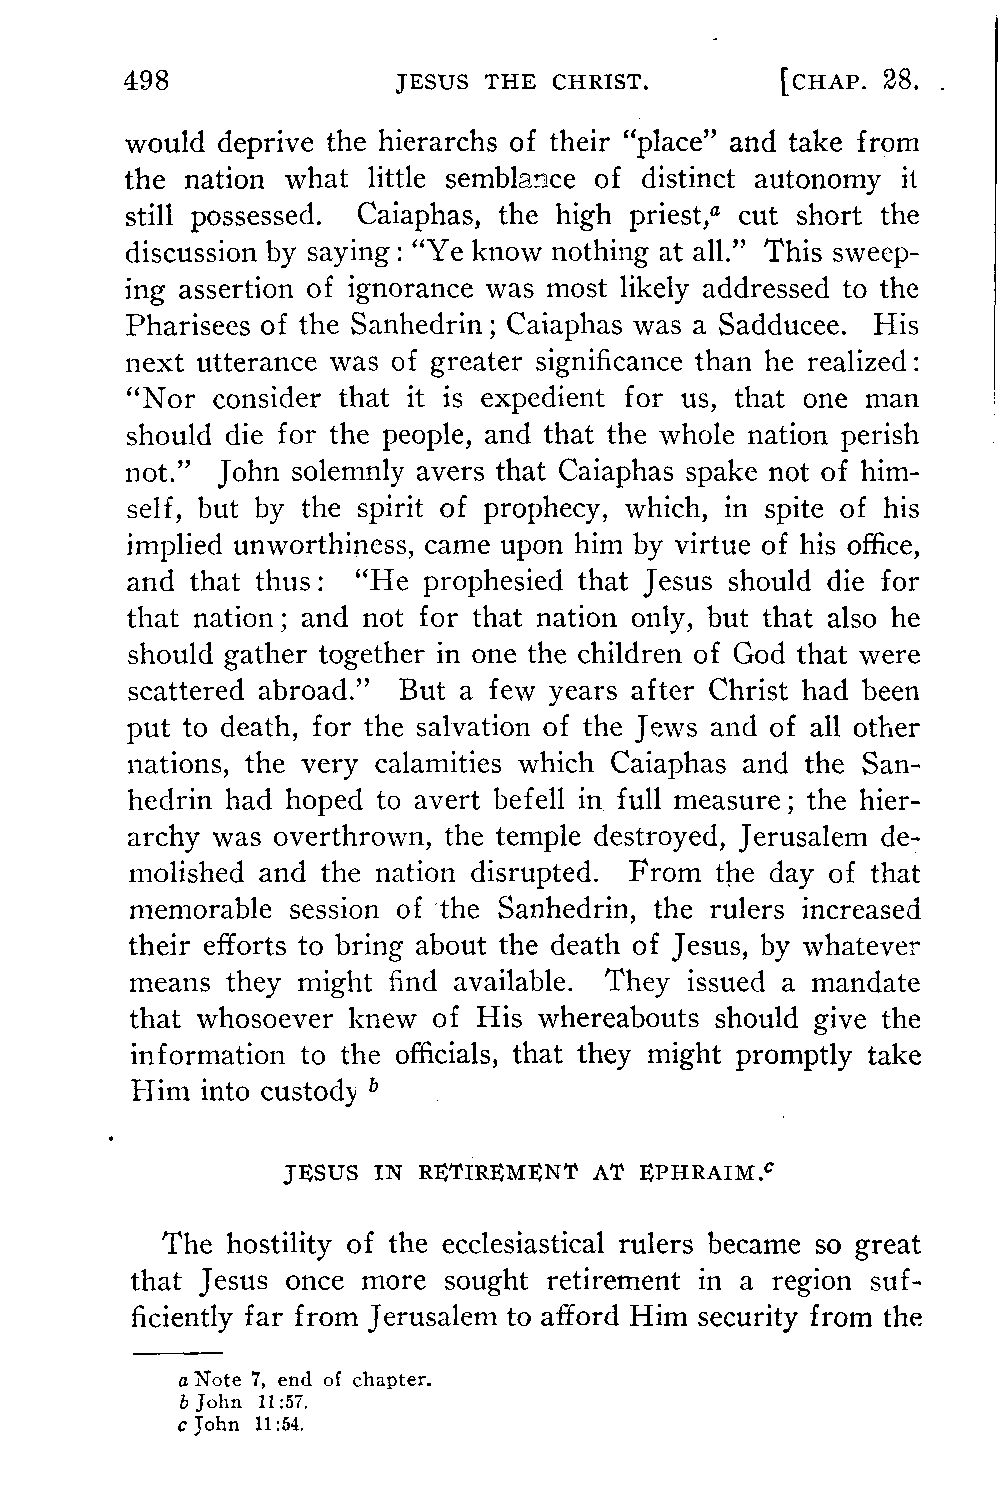 498 JESUS THE CHRIST. [CHAP. 28.
would deprive the hierarchs of their “place” and take from
the nation what little semblance of distinct autonomy it
still possessed. Caiaphas, the high priest,a cut short the
discussion by saying: “Ye know nothing at all.” This sweep-
ing assertion of ignorance was most likely addressed to the
Pharisees of the Sanhedrin; Caiaphas was a Sadducee. His
next utterance was of greater significance than he realized:
“Nor consider that it is expedient for us, that one man
should die for the people, and that the whole nation perish
not.” John solemnly avers that Caiaphas spake not of him-
self, but by the spirit of prophecy, which, in spite of his
implied unworthiness, came upon him by virtue of his office,
and that thus: “He prophesied that Jesus should die for
that nation; and not for that nation only, but that also he
should gather together in one the children of God that were
scattered abroad.” But a few years after Christ had been
put to death, for the salvation of the Jews and of all other
nations, the very calamities which Caiaphas and the San-
hedrin had hoped to avert befell in full measure; the hier-
archy was overthrown, the temple destroyed, Jerusalem de-
molished and the nation disrupted. From the day of that
memorable session of the Sanhedrin, the rulers increased
their efforts to bring about the death of Jesus, by whatever
means they might find available. They issued a mandate
that whosoever knew of His whereabouts should give the
information to the officials, that they might promptly take
Him into custody b
JESUS IN RETIREMENT AT EPHRAIM.c
The hostility of the ecclesiastical rulers became so great
that Jesus once more sought retirement in a region suf-
ficiently far from Jerusalem to afford Him security from the
a Note 7, end of chapter.
b John 11:57.
c John 11:54.